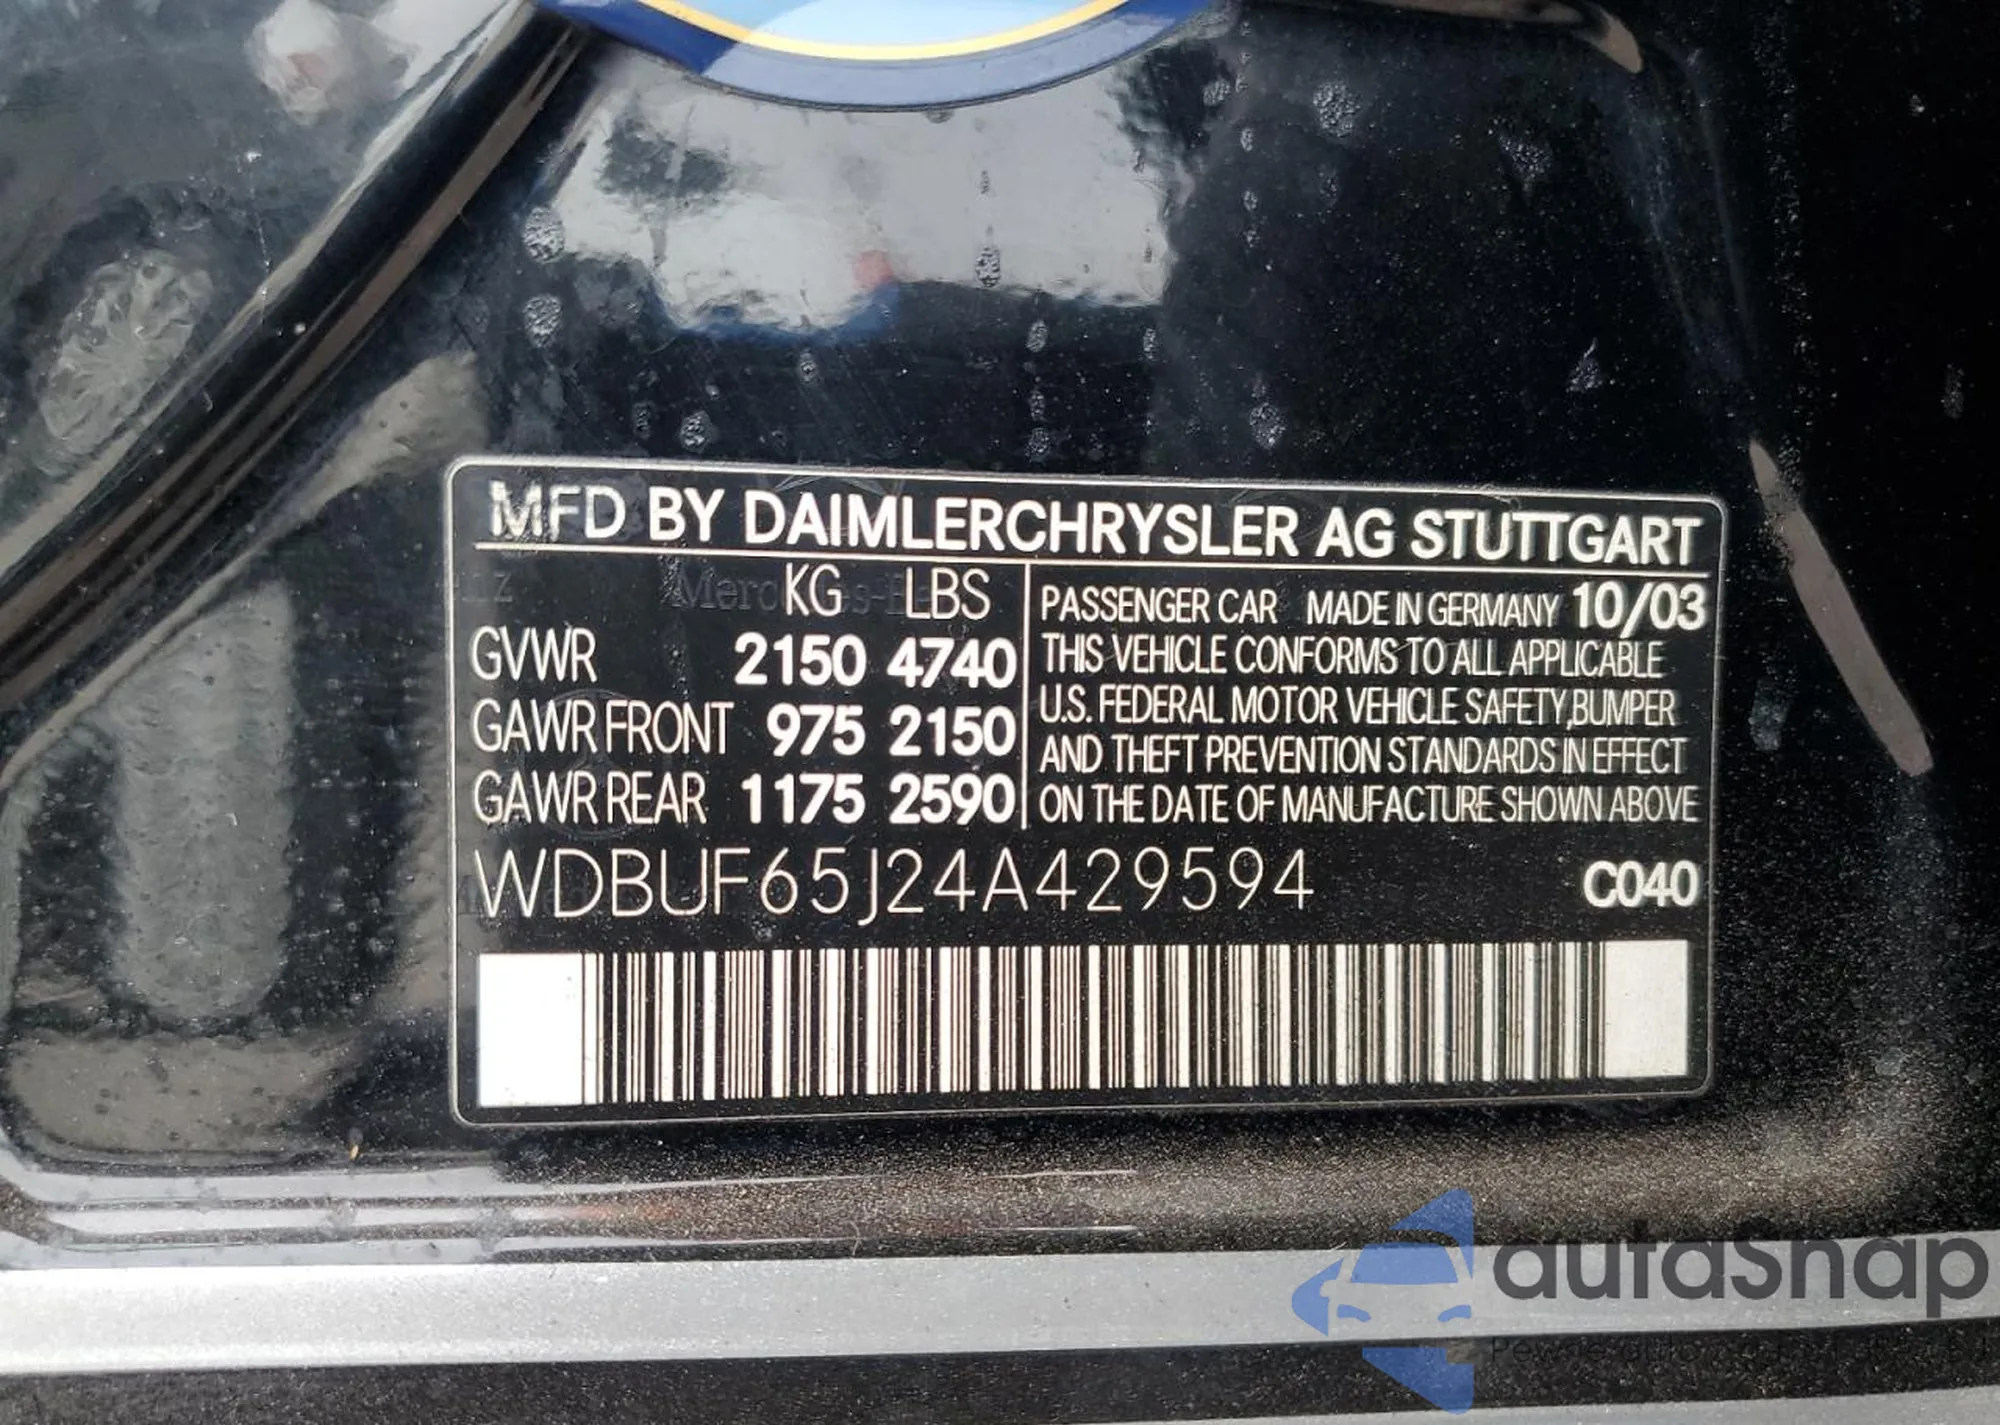 MFD BY DAIMLERCHRYSLER AG STUTTGART
KG LBS
GVWR 2150 4740
GAWR FRONT 975 2150
GAWR REAR 1175 2590
PASSENGER CAR MADE IN GERMANY 10/03
THIS VEHICLE CONFORMS TO ALL APPLICABLE
U.S. FEDERAL MOTOR VEHICLE SAFETY,BUMPER
AND THEFT PREVENTION STANDARDS IN EFFECT
ON THE DATE OF MANUFACTURE SHOWN ABOVE
WDBUF65J24A429594 C040
autasnap